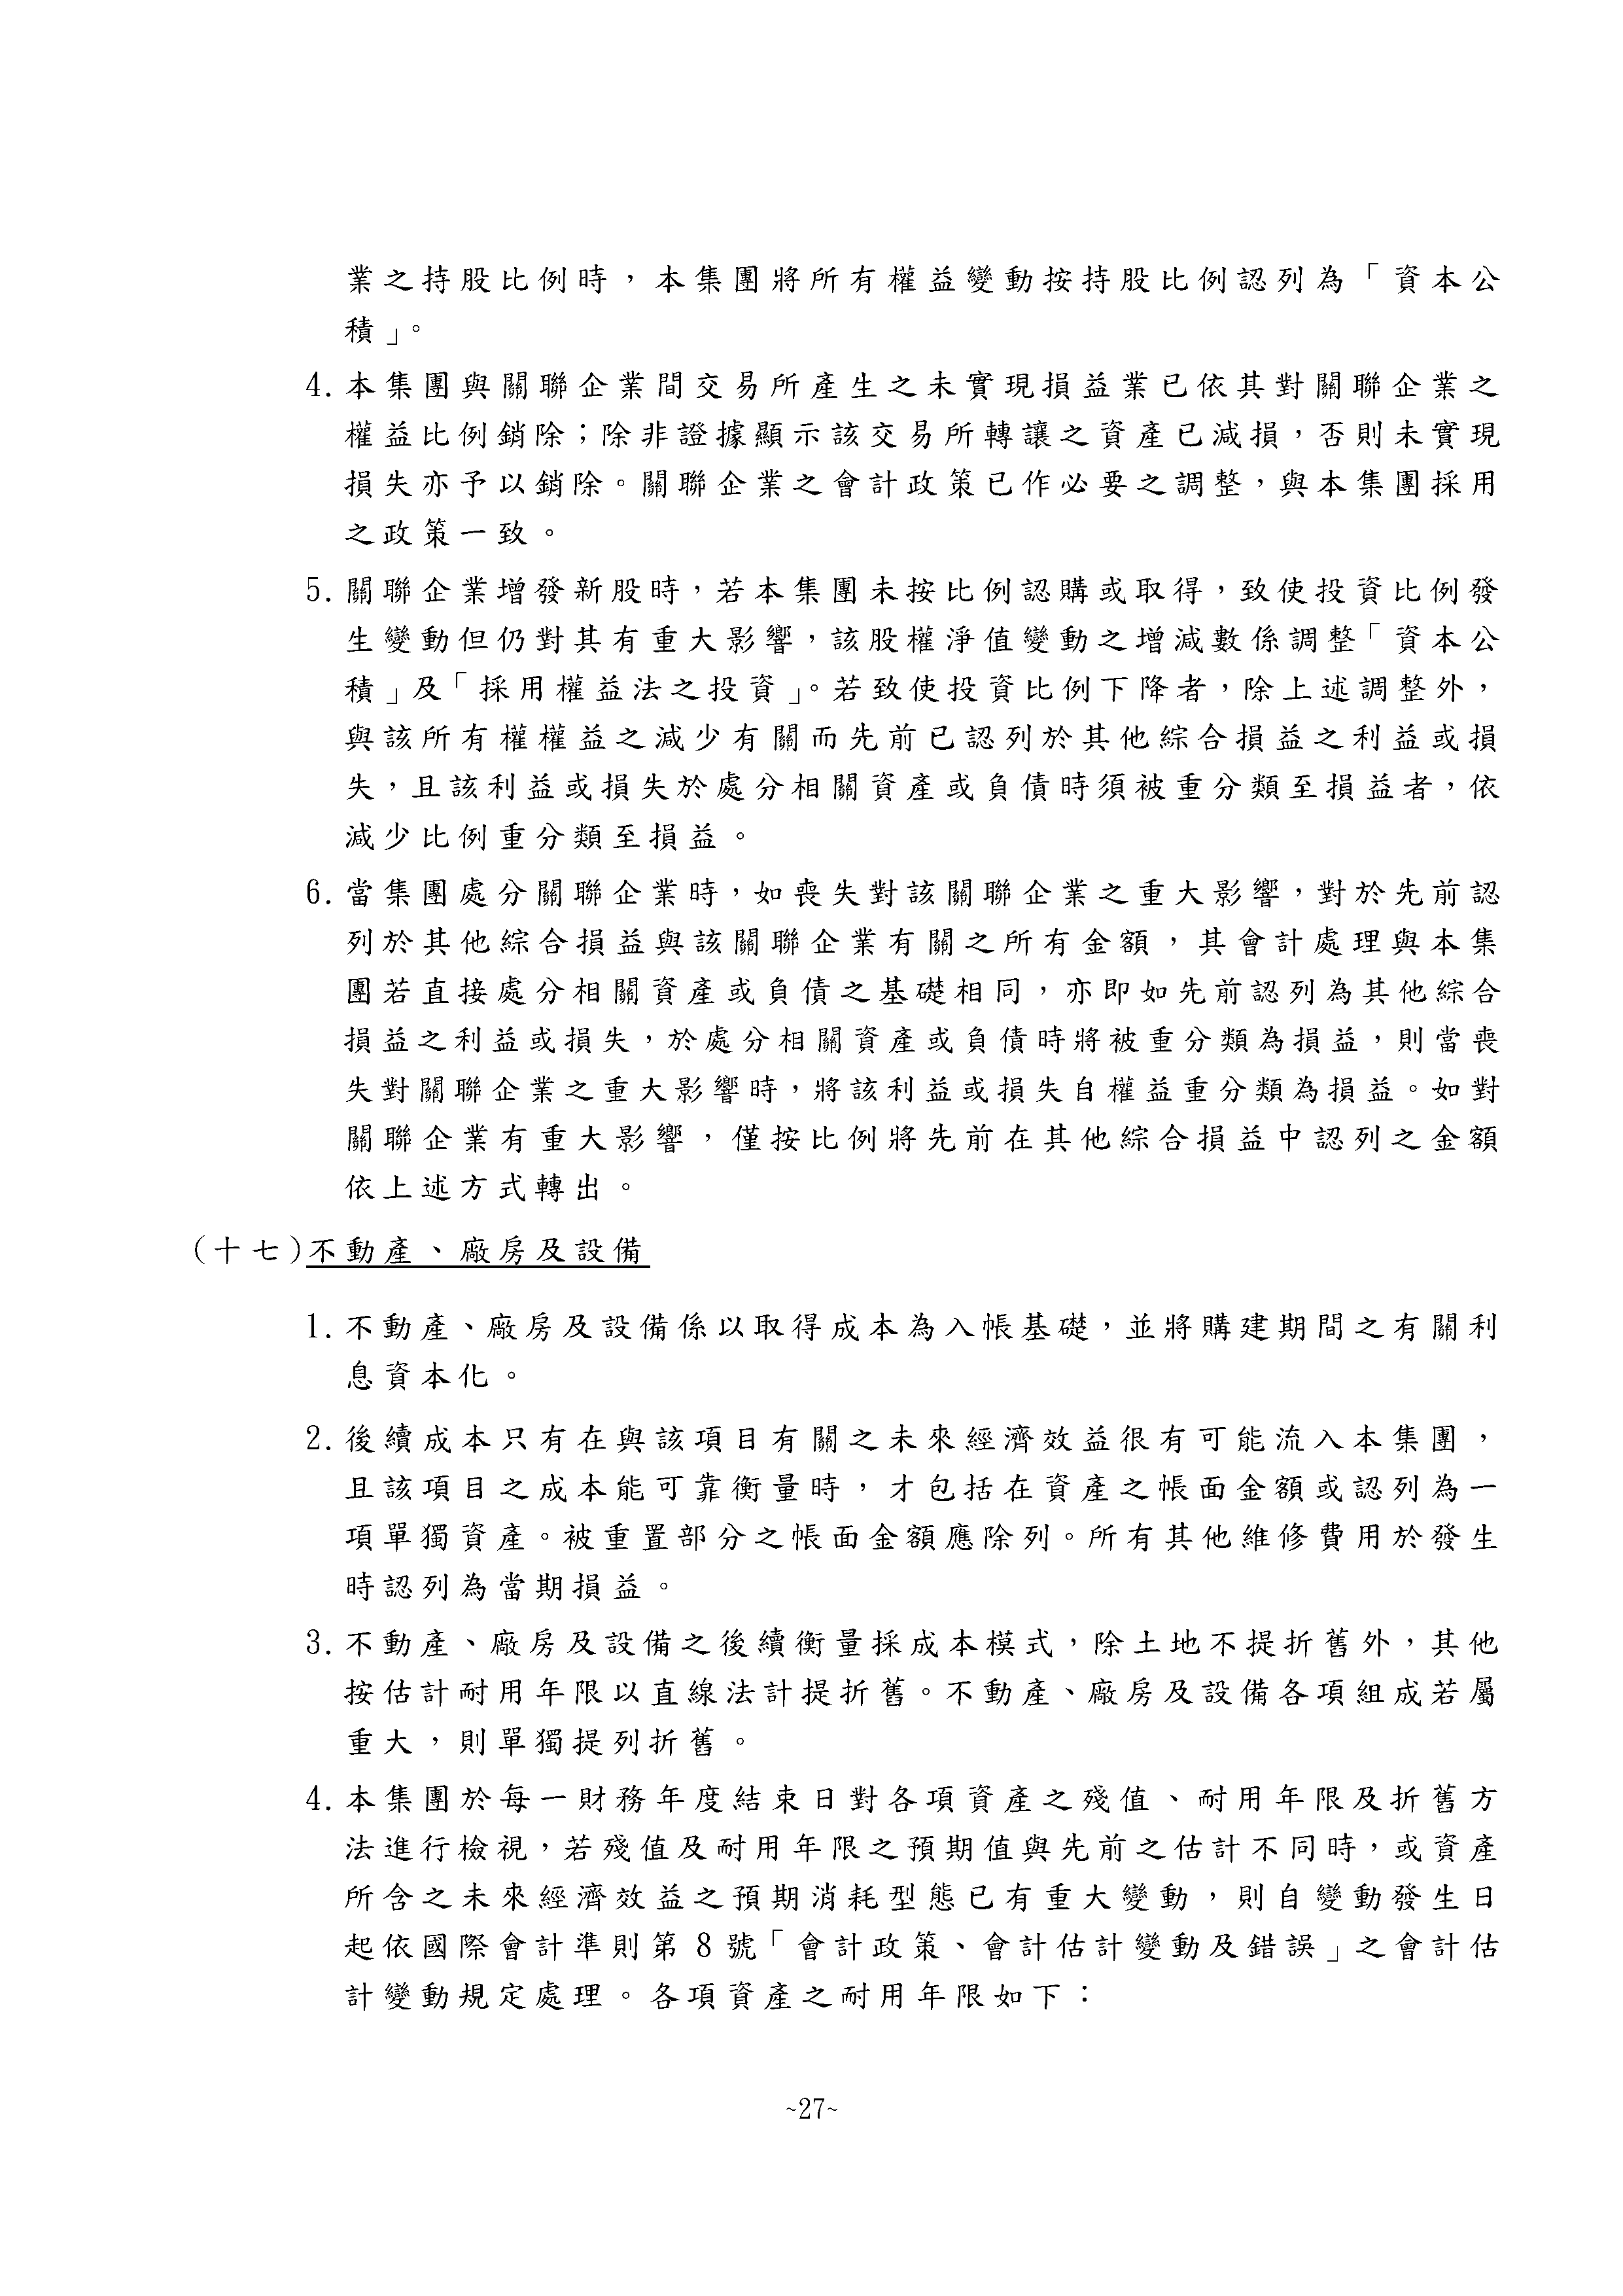 業之持股比例時，本集團將所有權益變動按持股比例認列為「資本公
積」。
4.本集團與關聯企業間交易所產生之未實現損益業已依其對關聯企業之
權益比例銷除；除非證據顯示該交易所轉讓之資產已減損，否則未實現
損失亦予以銷除。關聯企業之會計政策已作必要之調整，與本集團採用
之政策一致。
5.關聯企業增發新股時，若本集團未按比例認購或取得，致使投資比例發
生變動但仍對其有重大影響，該股權淨值變動之增減數係調整「資本公
積」及「採用權益法之投資」。若致使投資比例下降者，除上述調整外，
與該所有權權益之減少有關而先前已認列於其他綜合損益之利益或損
失，且該利益或損失於處分相關資產或負債時須被重分類至損益者，依
減少比例重分類至損益。
6.當集團處分關聯企業時，如喪失對該關聯企業之重大影響，對於先前認
列於其他綜合損益與該關聯企業有關之所有金額，其會計處理與本集
團若直接處分相關資產或負債之基礎相同，亦即如先前認列為其他綜合
損益之利益或損失，於處分相關資產或負債時將被重分類為損益，則當喪
失對關聯企業之重大影響時，將該利益或損失自權益重分類為損益。如對
關聯企業有重大影響，僅按比例將先前在其他綜合損益中認列之金額
依上述方式轉出。
(十七)不動產、廠房及設備
1.不動產、廠房及設備係以取得成本為入帳基礎，並將購建期間之有關利
息資本化。
2.後續成本只有在與該項目有關之未來經濟效益很有可能流入本集團，
且該項目之成本能可靠衡量時，才包括在資產之帳面金額或認列為一
項單獨資產。被重置部分之帳面金額應除列。所有其他維修費用於發生
時認列為當期損益。
3.不動產、廠房及設備之後續衡量採成本模式，除土地不提折舊外，其他
按估計耐用年限以直線法計提折舊。不動產、廠房及設備各項組成若屬
重大，則單獨提列折舊。
4.本集團於每一財務年度結束日對各項資產之殘值、耐用年限及折舊方
法進行檢視，若殘值及耐用年限之預期值與先前之估計不同時，或資產
所含之未來經濟效益之預期消耗型態已有重大變動，則自變動發生日
起依國際會計準則第 8 號「會計政策、會計估計變動及錯誤」之會計估
計變動規定處理。各項資產之耐用年限如下：
~27~